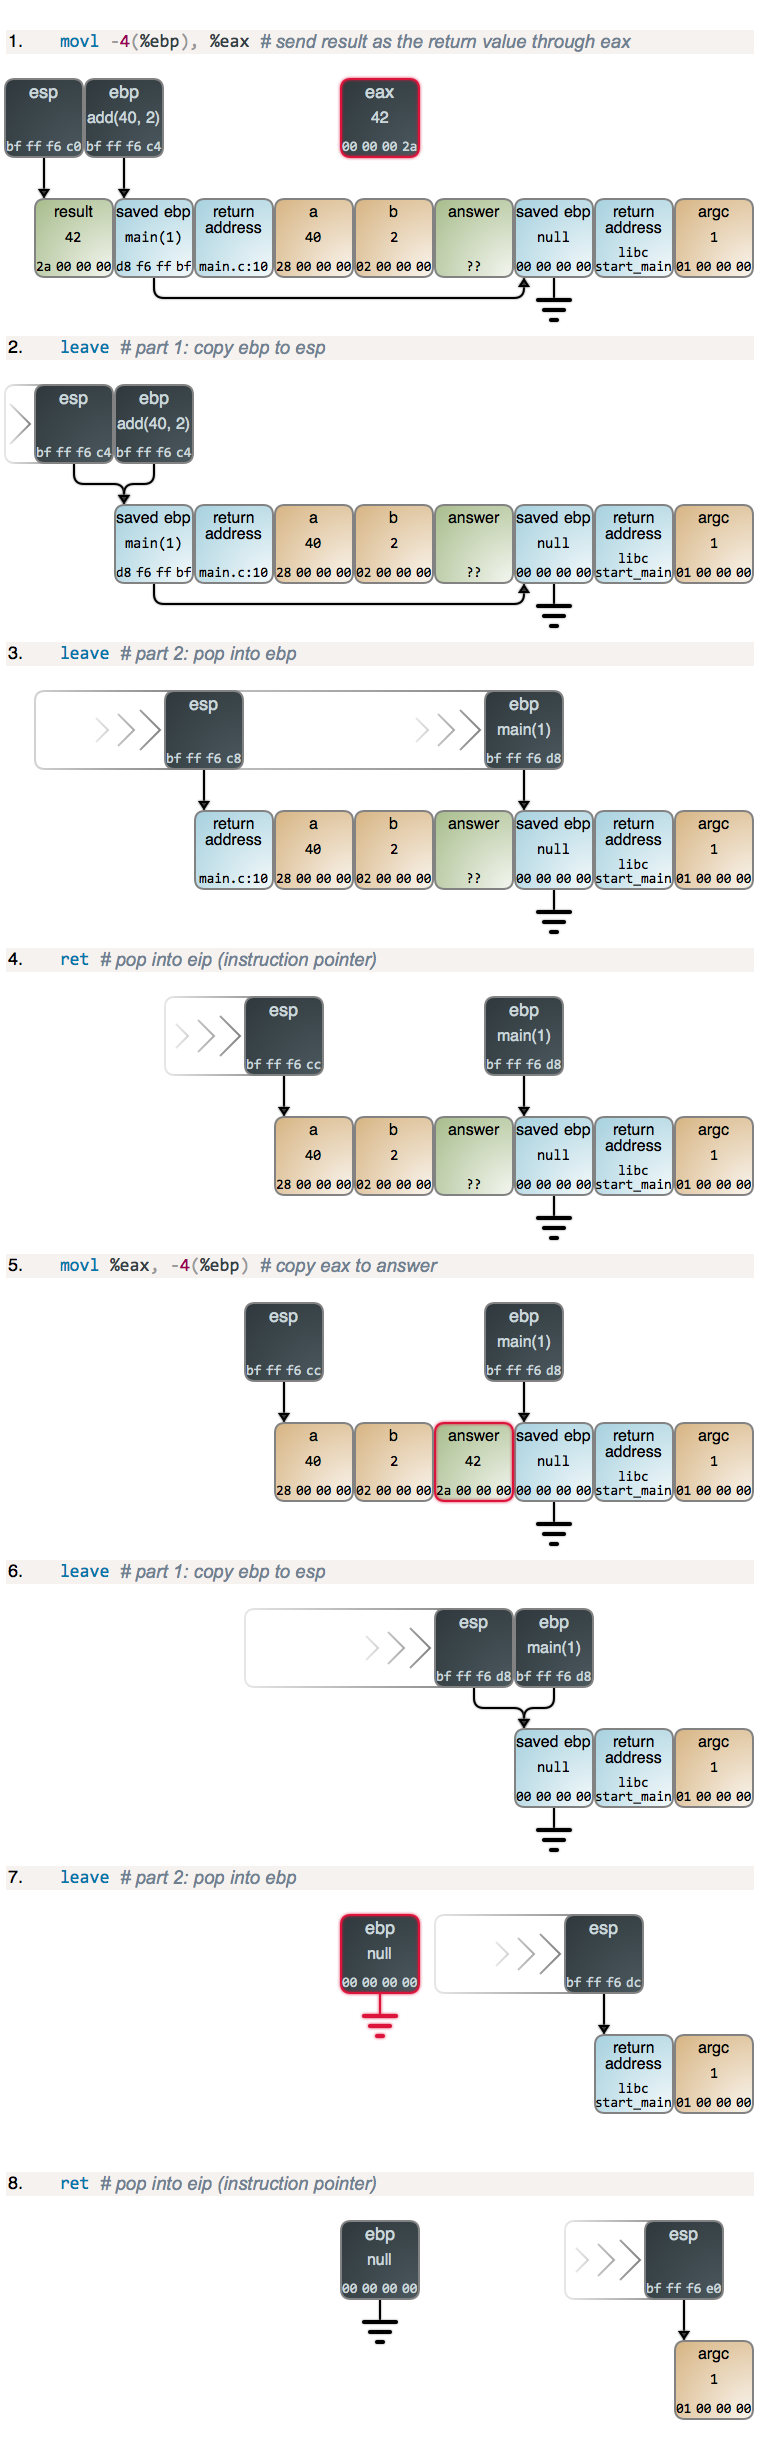 1. movl -4(%ebp), %eax # send result as the return value through eax
esp ebp eax
add(40, 2) 42
bf ff f6 c0 bf ff f6 c4 00 00 00 2a
result saved ebp return address a b answer saved ebp return address argc
42 main(1) 40 2 null libc 1
2a 00 00 00 d8 f6 ff bf main.c:10 28 00 00 00 02 00 00 00 ?? 00 00 00 00 start_main 01 00 00 00
2. leave # part 1: copy ebp to esp
esp ebp
add(40, 2)
bf ff f6 c4 bf ff f6 c4
saved ebp return address a b answer saved ebp return address argc
main(1) 40 2 null libc 1
d8 f6 ff bf main.c:10 28 00 00 00 02 00 00 00 ?? 00 00 00 00 start_main 01 00 00 00
3. leave # part 2: pop into ebp
esp ebp
main(1)
bf ff f6 c8 bf ff f6 d8
return address a b answer saved ebp return address argc
40 2 null libc 1
main.c:10 28 00 00 00 02 00 00 00 ?? 00 00 00 00 start_main 01 00 00 00
4. ret # pop into eip (instruction pointer)
esp ebp
main(1)
bf ff f6 cc bf ff f6 d8
a b answer saved ebp return address argc
40 2 null libc 1
28 00 00 00 02 00 00 00 ?? 00 00 00 00 start_main 01 00 00 00
5. movl %eax, -4(%ebp) # copy eax to answer
esp ebp
main(1)
bf ff f6 cc bf ff f6 d8
a b answer saved ebp return address argc
40 2 42 null libc 1
28 00 00 00 02 00 00 00 2a 00 00 00 00 00 00 00 start_main 01 00 00 00
6. leave # part 1: copy ebp to esp
esp ebp
main(1)
bf ff f6 d8 bf ff f6 d8
saved ebp return address argc
null libc 1
00 00 00 00 start_main 01 00 00 00
7. leave # part 2: pop into ebp
ebp esp
null
00 00 00 00 bf ff f6 dc
return address argc
libc 1
start_main 01 00 00 00
8. ret # pop into eip (instruction pointer)
ebp esp
null
00 00 00 00 bf ff f6 e0
argc
1
01 00 00 00